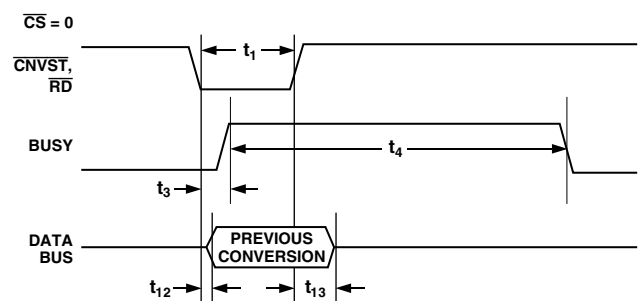 CS = 0
CNVST,
RD
t1
BUSY
t4
t3
DATA
BUS
PREVIOUS
CONVERSION
t12
t13